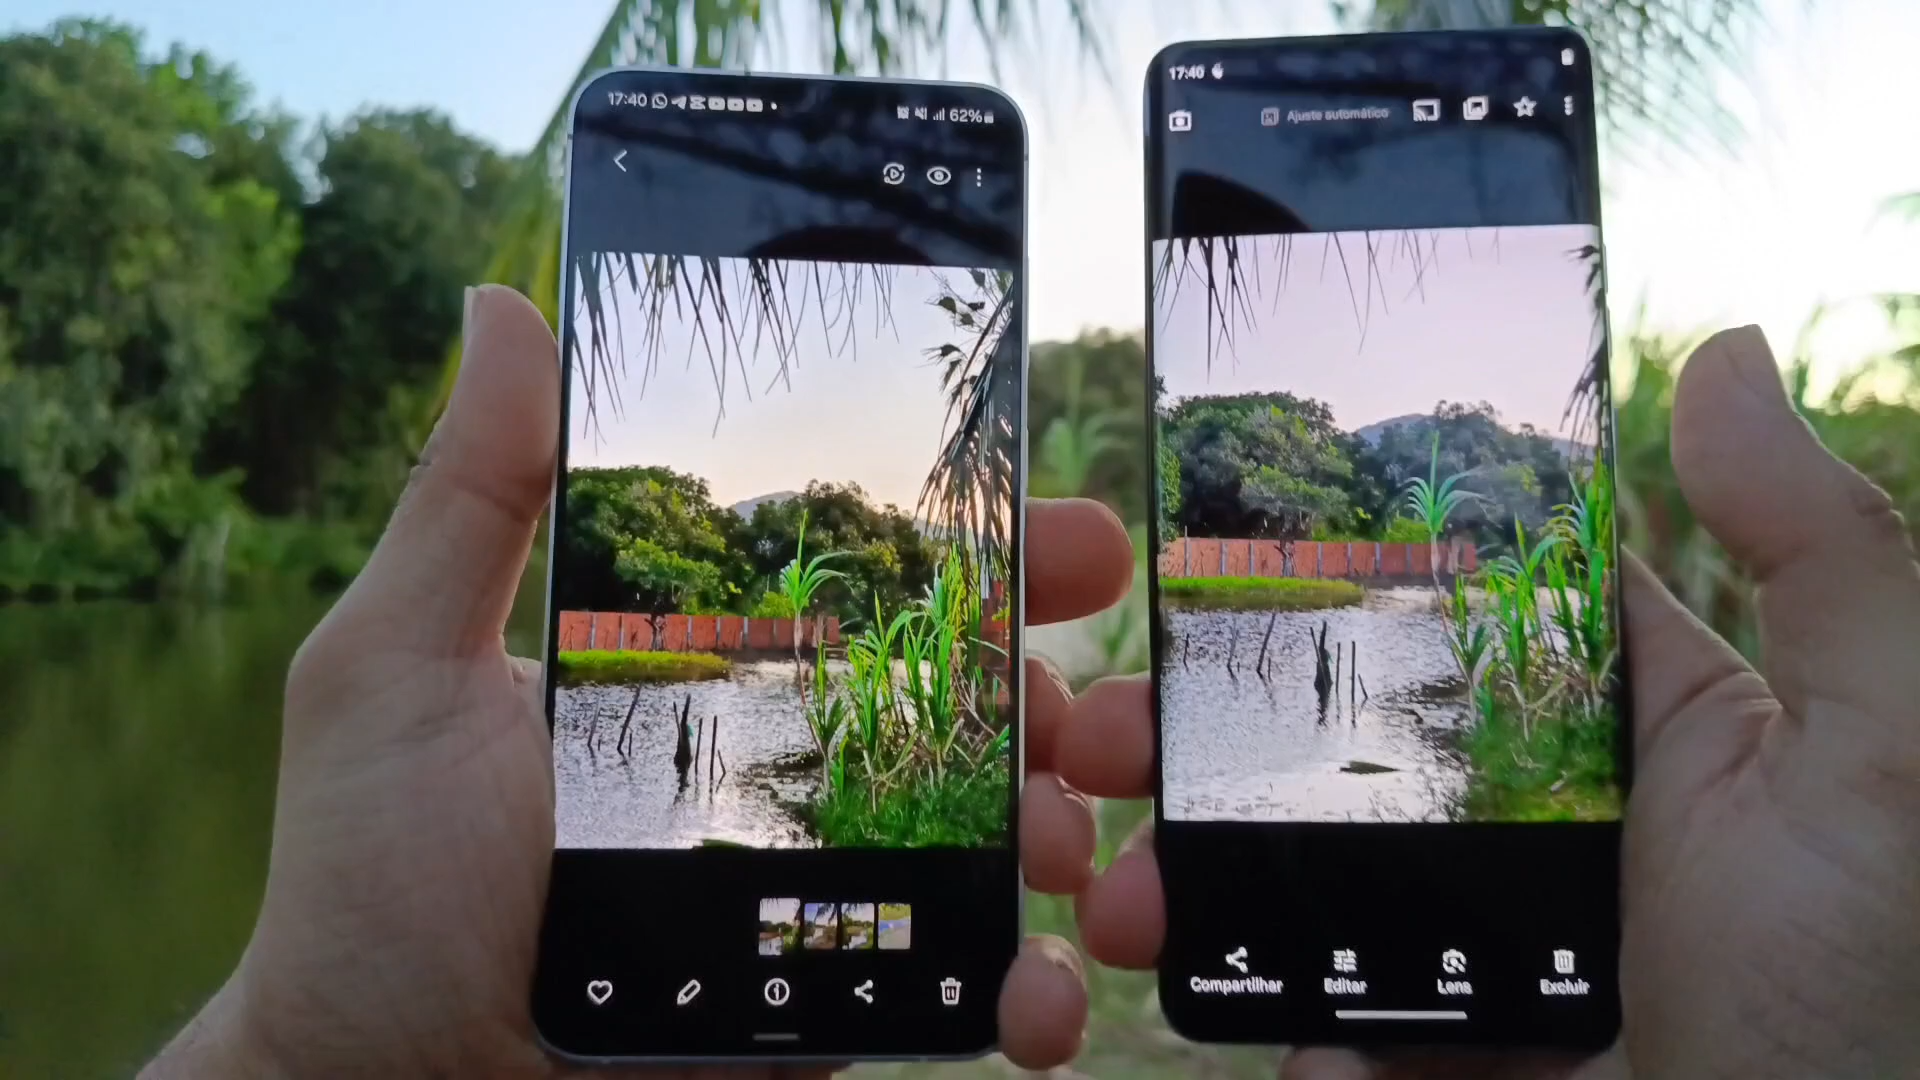 17:40
62%
17:40
Ajuste automático
Compartilhar
Editar
Lens
Excluir